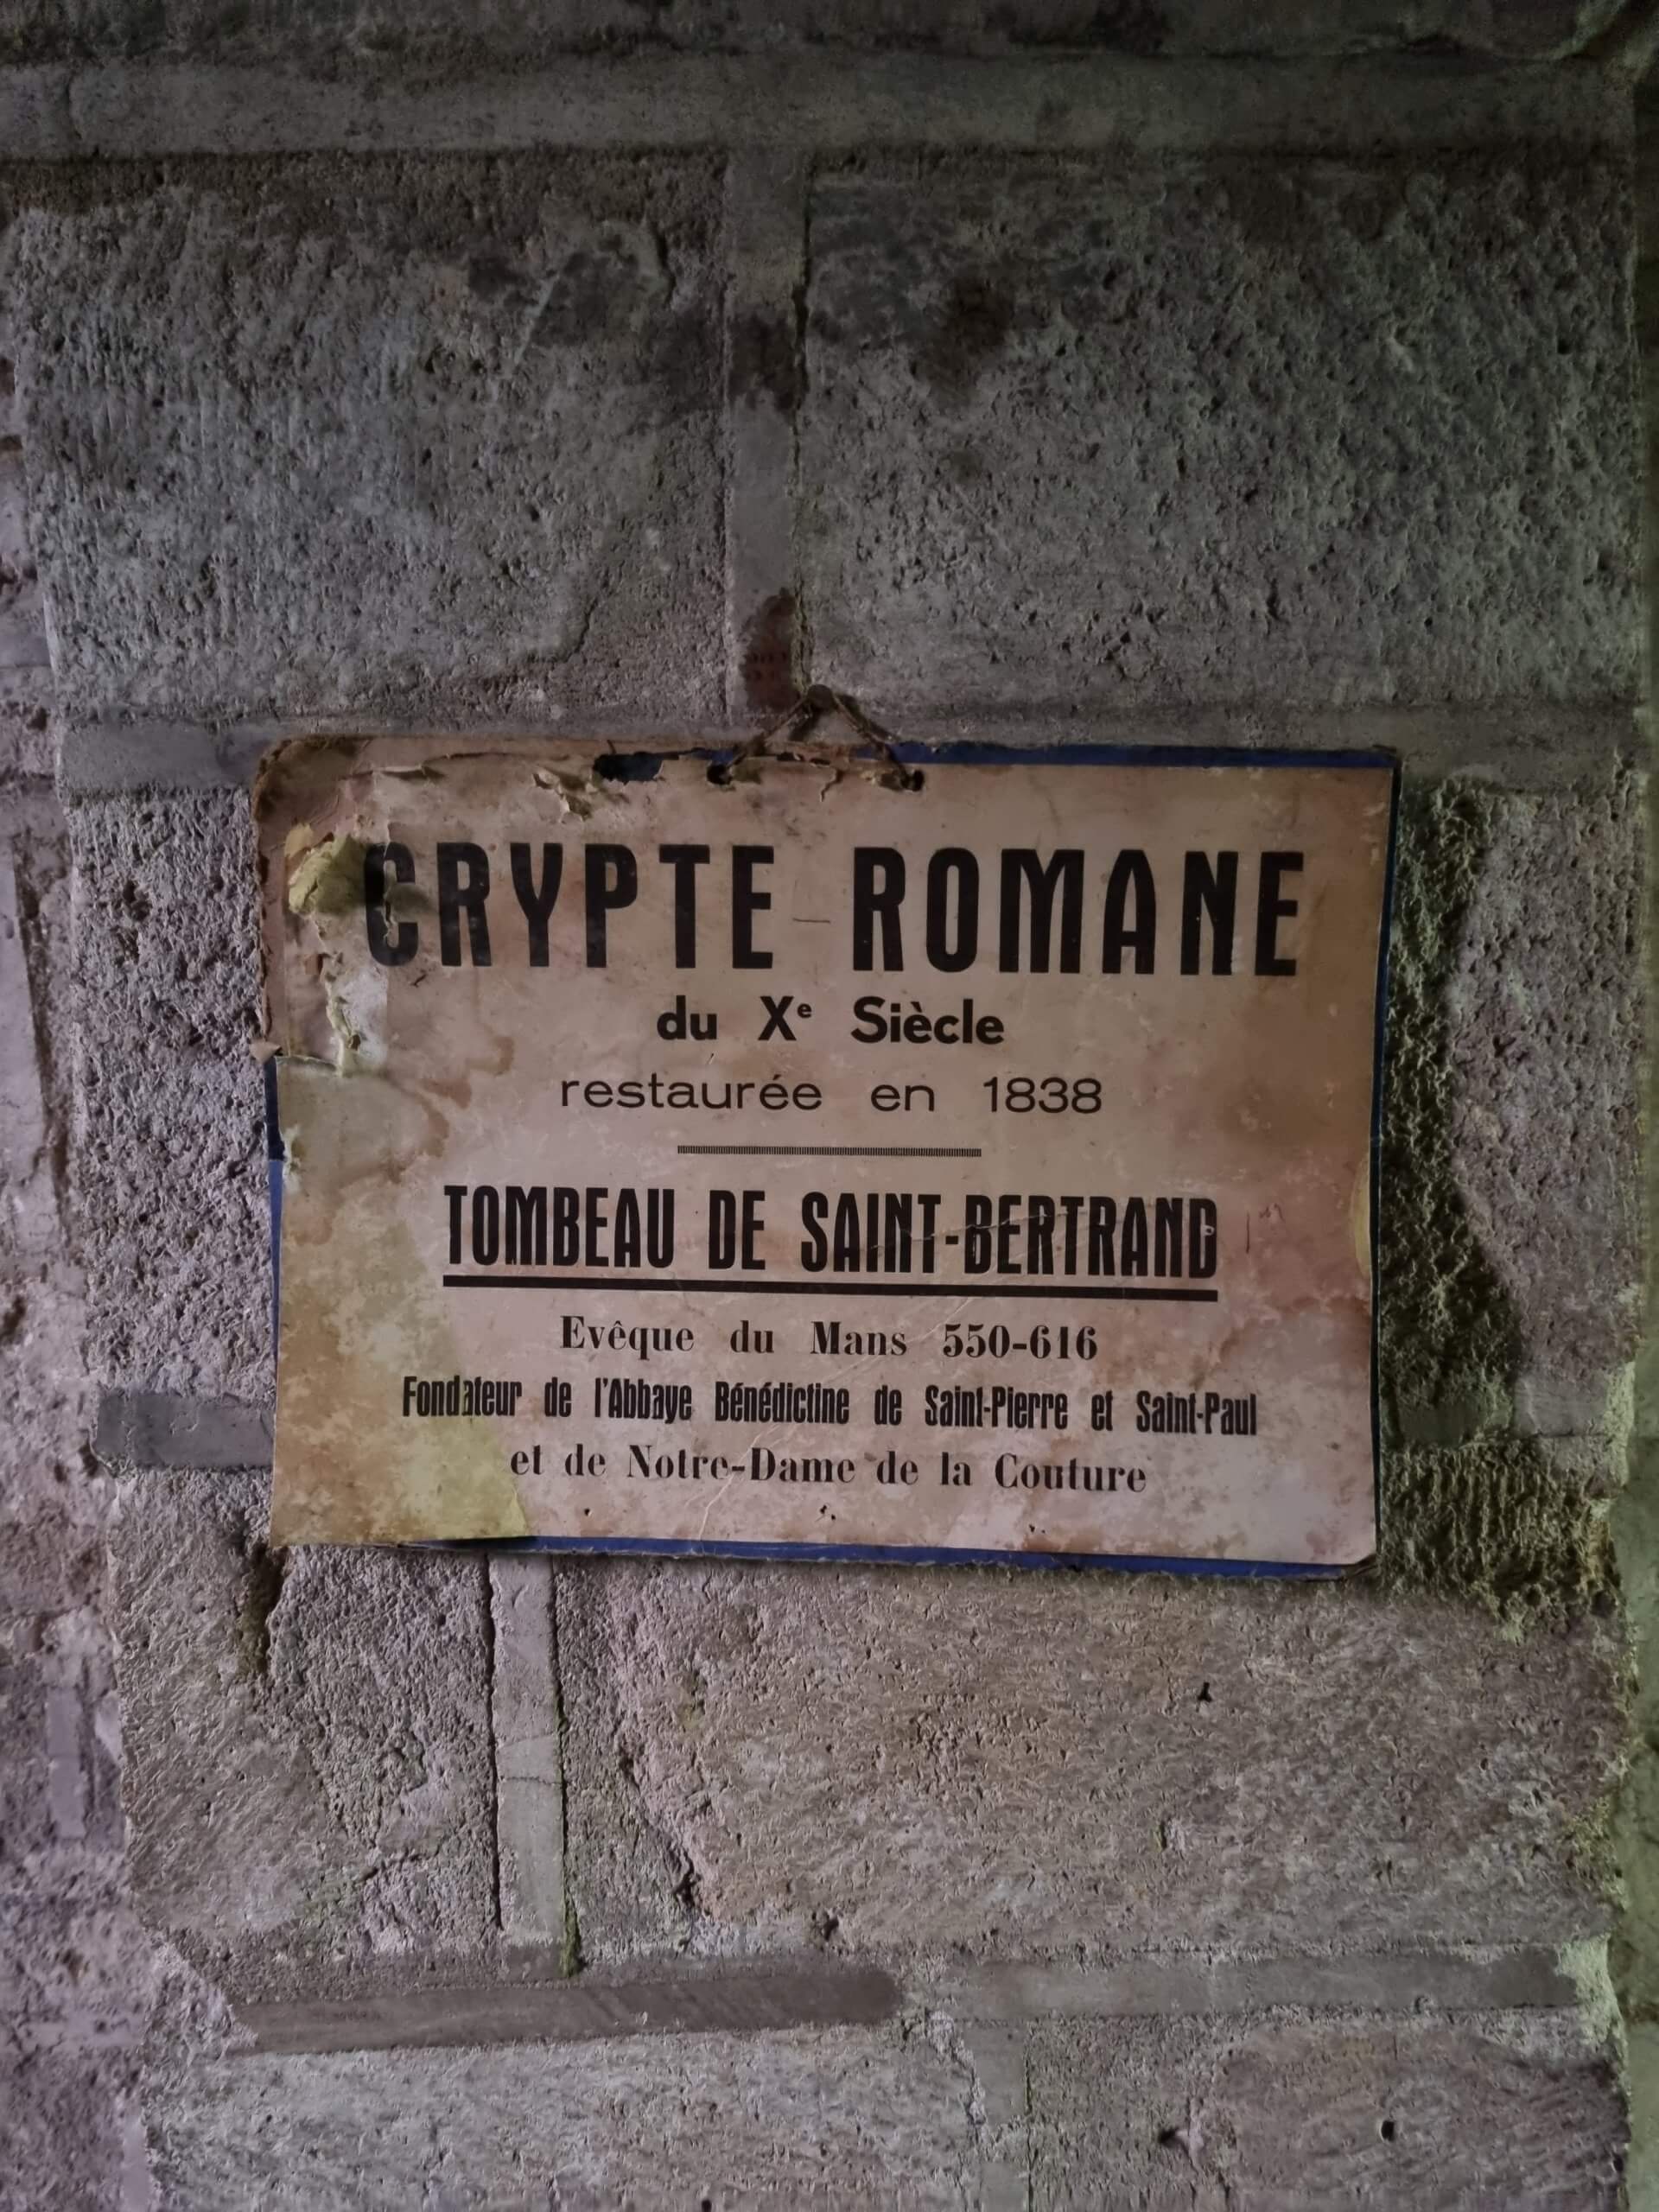 CRYPTE ROMANE
du Xe Siècle
restaurée en 1838
TOMBEAU DE SAINT-BERTRAND
Evêque du Mans 550-616
Fondateur de l'Abbaye Bénédictine de Saint-Pierre et Saint-Paul
et de Notre-Dame de la Couture